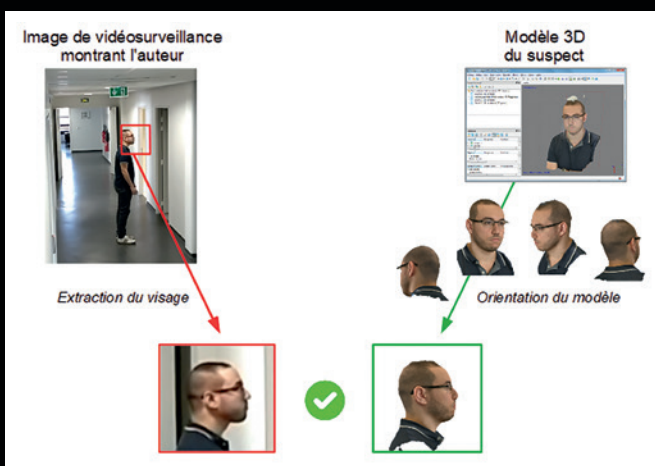 Image de vidéosurveillance
montrant l'auteur
Modèle 3D
du suspect
Extraction du visage
Orientation du modèle